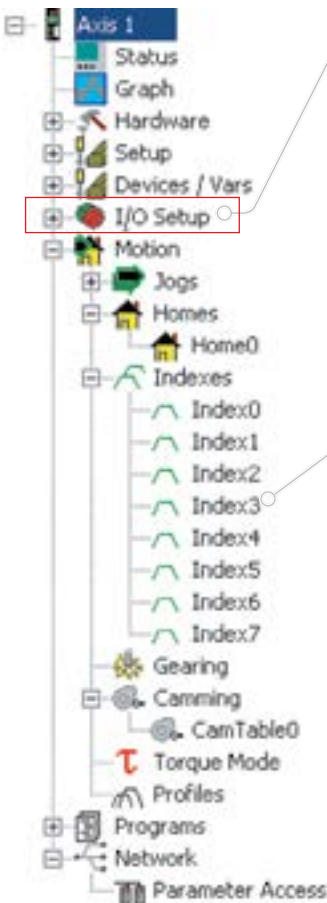 Axis 1
Status
Graph
Hardware
Setup
Devices / Vars
I/O Setup
Motion
Jogs
Homes
Home0
Indexes
Index0
Index1
Index2
Index3
Index4
Index5
Index6
Index7
Gearing
Camming
CamTable0
Torque Mode
Profiles
Programs
Network
Parameter Access